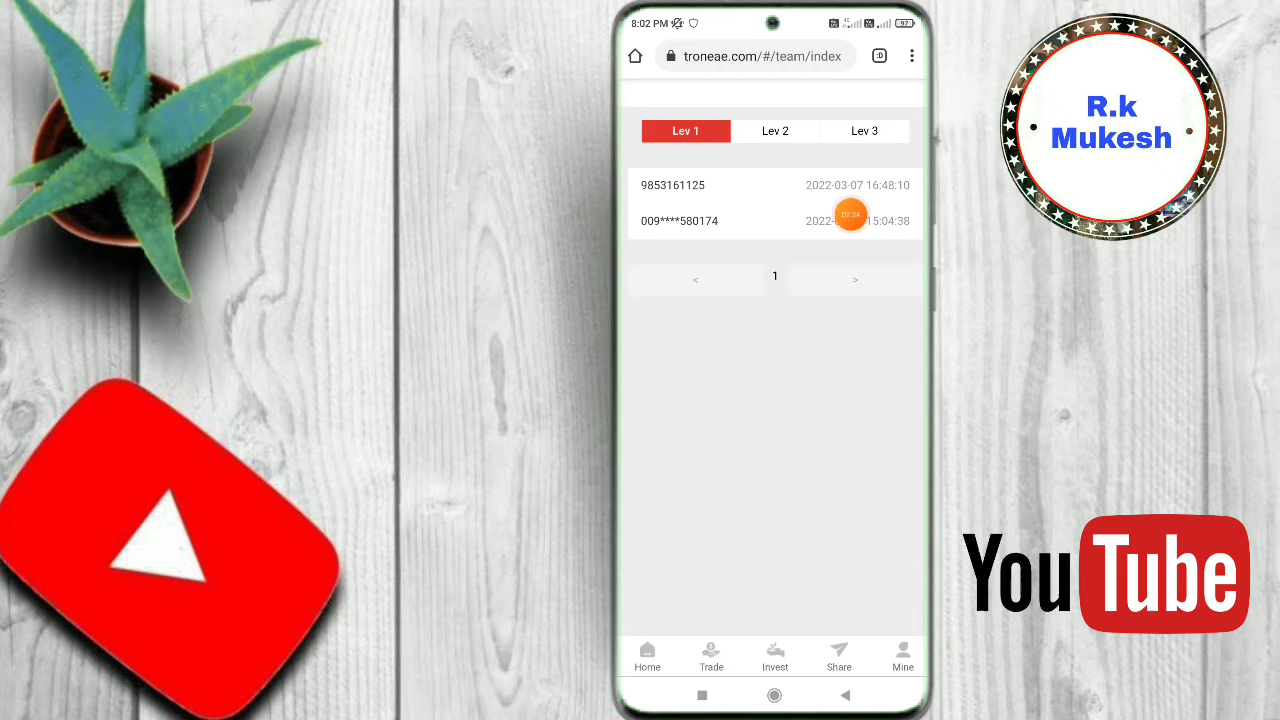 8:02 PM
97
troneae.com/#/team/index
:D
Lev 1 Lev 2 Lev 3
9853161125 2022-03-07 16:48:10
009****580174 2022- 15:04:38
< 1 >
Home Trade Invest Share Mine
R.k
Mukesh
YouTube